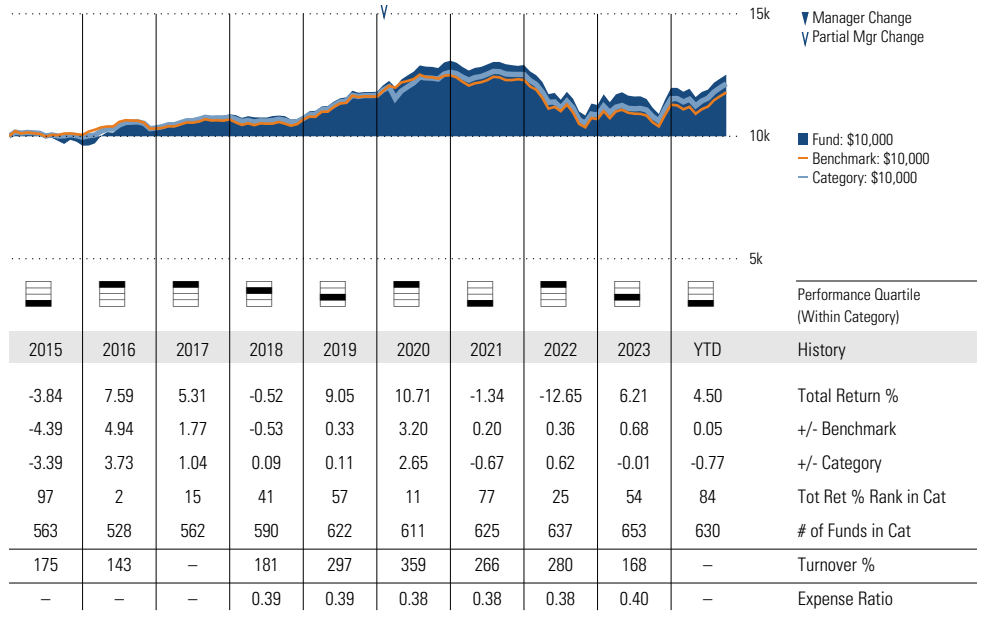 15k
Manager Change
Partial Mgr Change
10k
Fund: $10,000
Benchmark: $10,000
Category: $10,000
5k
Performance Quartile
(Within Category)
2015 2016 2017 2018 2019 2020 2021 2022 2023 YTD History
-3.84 7.59 5.31 -0.52 9.05 10.71 -1.34 -12.65 6.21 4.50 Total Return %
-4.39 4.94 1.77 -0.53 0.33 3.20 0.20 0.36 0.68 0.05 +/- Benchmark
-3.39 3.73 1.04 0.09 0.11 2.65 -0.67 0.62 -0.01 -0.77 +/- Category
97 2 15 41 57 11 77 25 54 84 Tot Ret % Rank in Cat
563 528 562 590 622 611 625 637 653 630 # of Funds in Cat
175 143 – 181 297 359 266 280 168 – Turnover %
– – – 0.39 0.39 0.38 0.38 0.38 0.40 – Expense Ratio